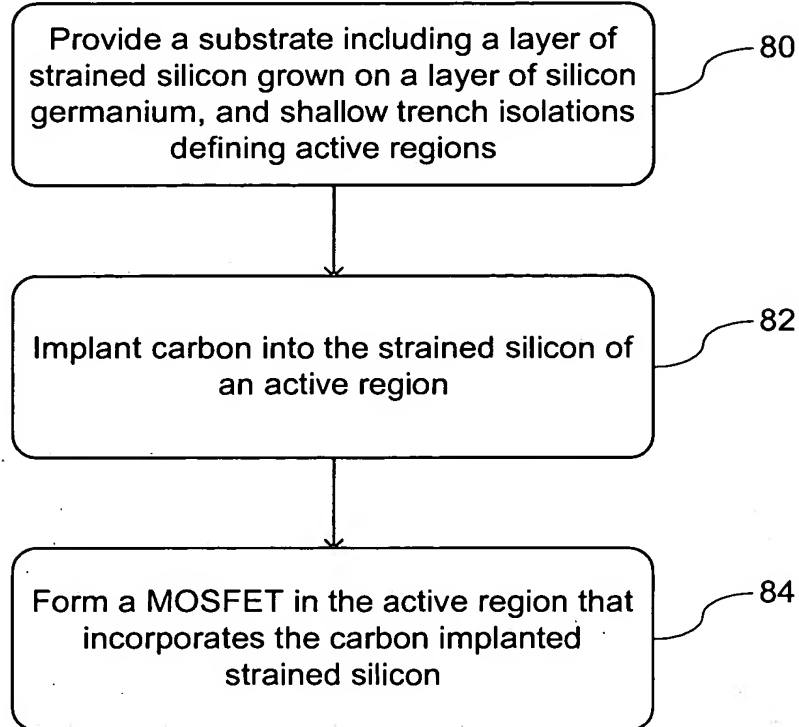 Provide a substrate including a layer of
strained silicon grown on a layer of silicon
germanium, and shallow trench isolations
defining active regions
80
Implant carbon into the strained silicon of
an active region
82
Form a MOSFET in the active region that
incorporates the carbon implanted
strained silicon
84